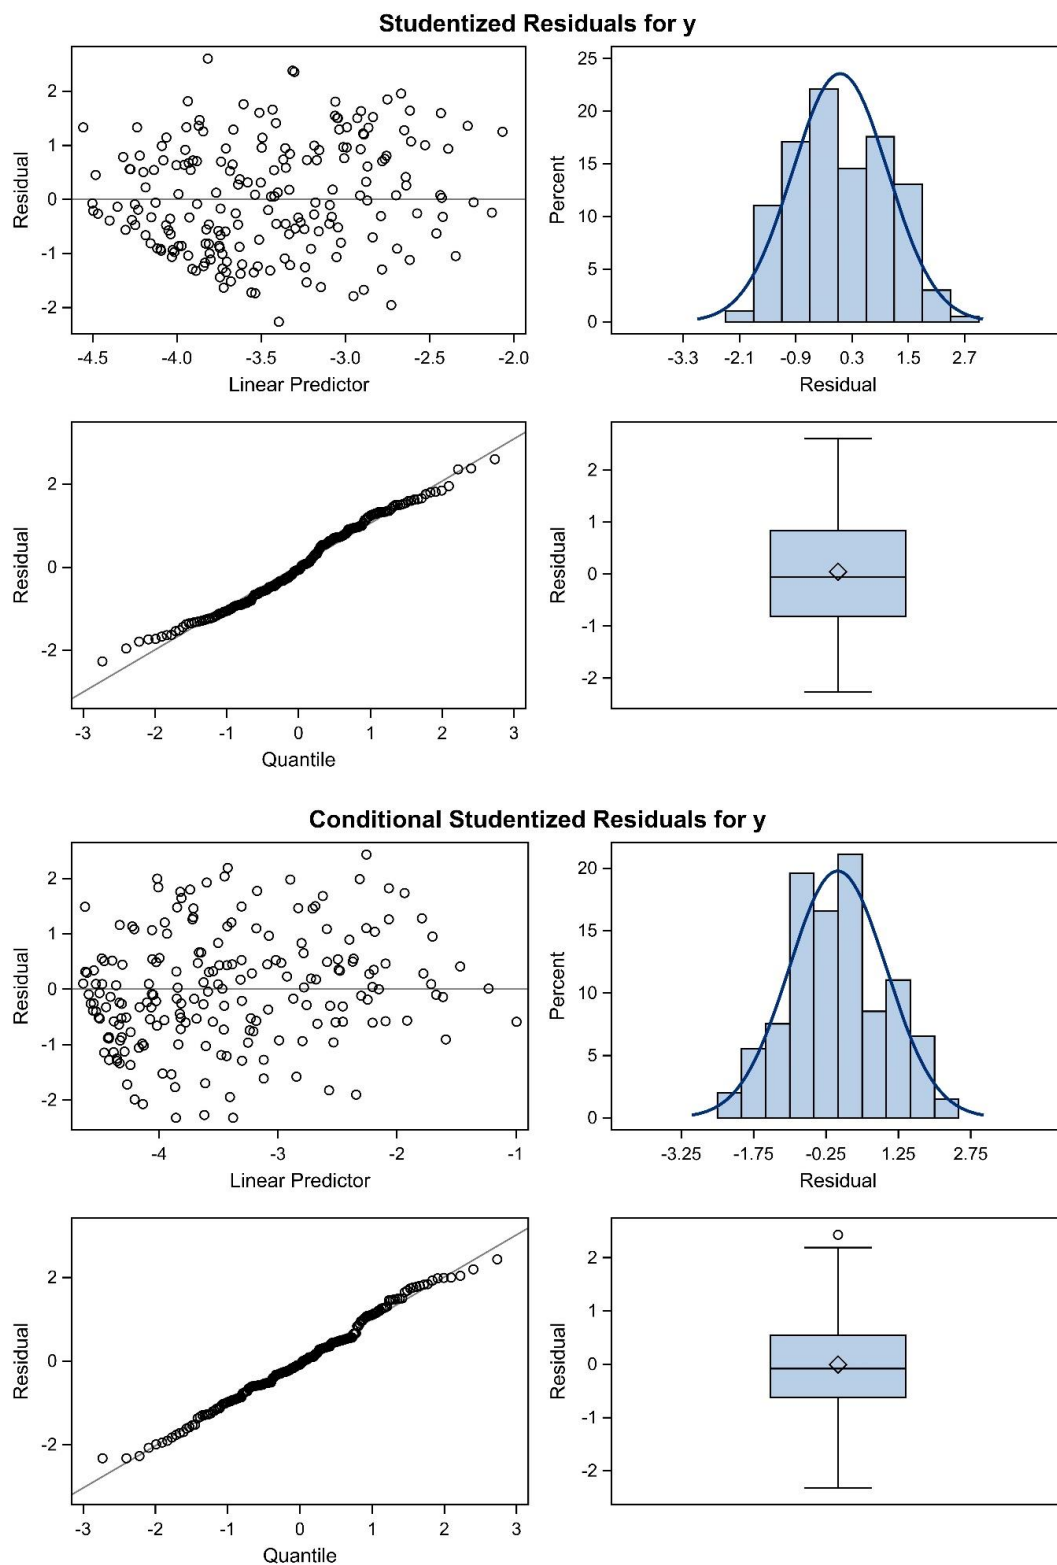 Studentized Residuals for y
Residual
2
1
0
-1
-2
-4.5 -4.0 -3.5 -3.0 -2.5 -2.0
Linear Predictor
Percent
25
20
15
10
5
0
-3.3 -2.1 -0.9 0.3 1.5 2.7
Residual
Residual
2
0
-2
-3 -2 -1 0 1 2 3
Quantile
Residual
2
1
0
-1
-2
Conditional Studentized Residuals for y
Residual
2
1
0
-1
-2
-4 -3 -2 -1
Linear Predictor
Percent
20
15
10
5
0
-3.25 -1.75 -0.25 1.25 2.75
Residual
Residual
2
0
-2
-3 -2 -1 0 1 2 3
Quantile
Residual
2
1
0
-1
-2